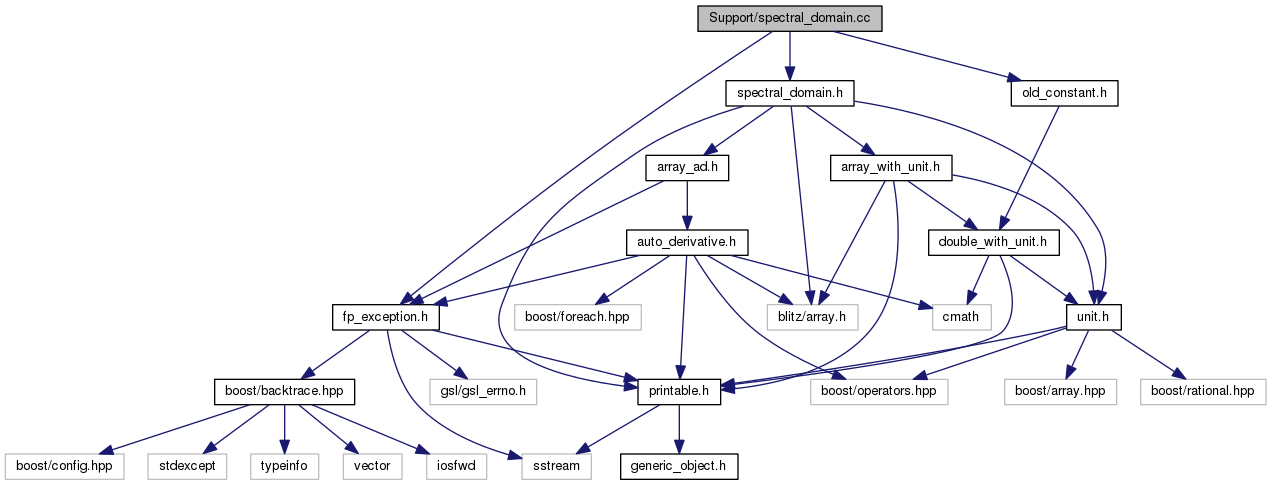 Support/spectral_domain.cc
spectral_domain.h
old_constant.h
array_ad.h
array_with_unit.h
auto_derivative.h
double_with_unit.h
fp_exception.h
boost/foreach.hpp
blitz/array.h
cmath
unit.h
boost/backtrace.hpp
gsl/gsl_errno.h
printable.h
boost/operators.hpp
boost/array.hpp
boost/rational.hpp
boost/config.hpp
stdexcept
typeinfo
vector
iosfwd
sstream
generic_object.h